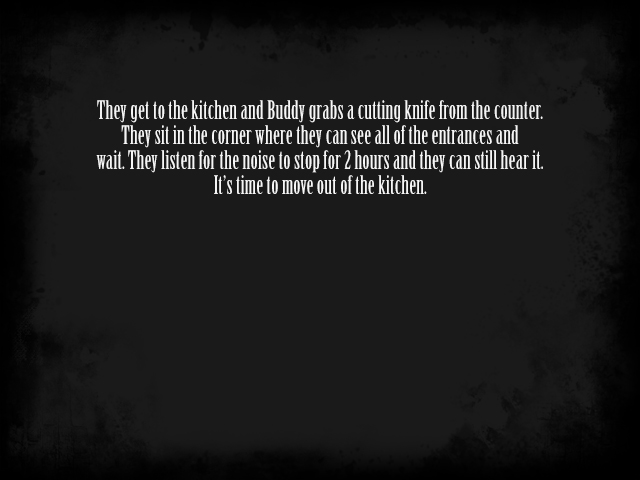 They get to the kitchen and Buddy grabs a cutting knife from the counter.
They sit in the corner where they can see all of the entrances and
wait. They listen for the noise to stop for 2 hours and they can still hear it.
It's time to move out of the kitchen.